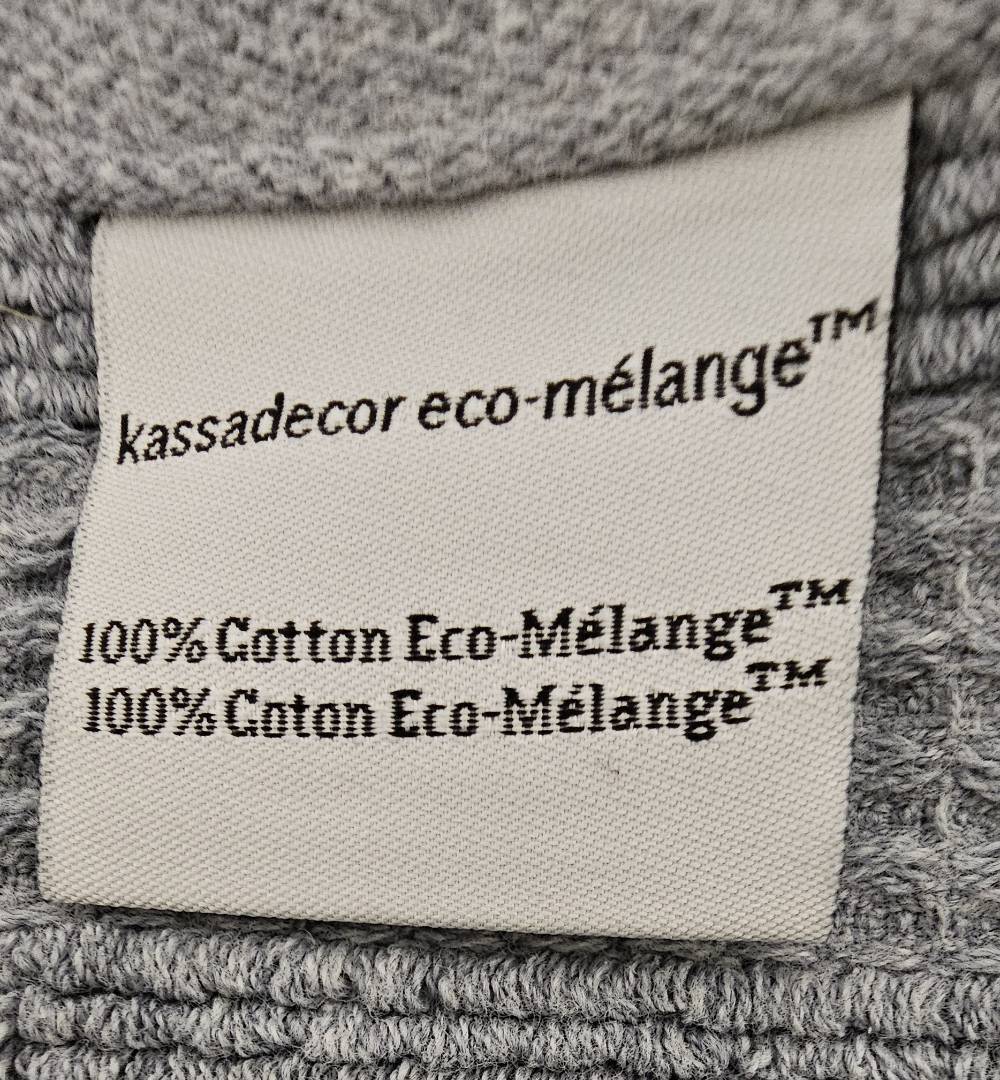 kassadecor eco-mélange™
100% Cotton Eco-Mélange™
100% Coton Eco-Mélange™